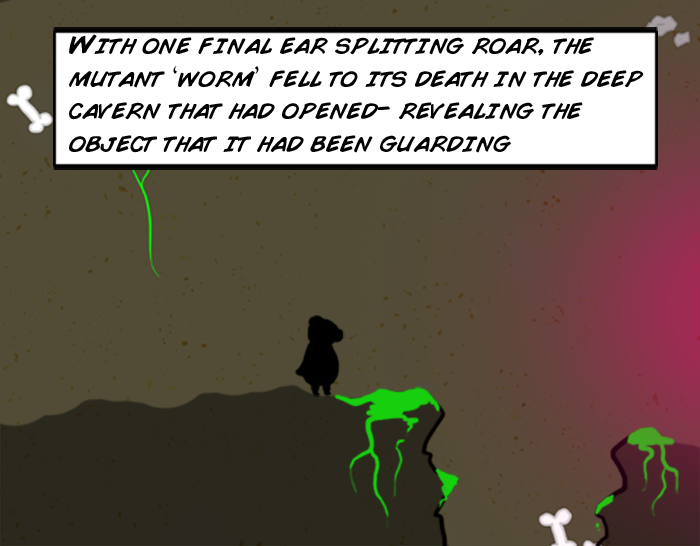 With one final ear splitting roar, the
mutant 'worm' fell to its death in the deep
cavern that had opened- revealing the
object that it had been guarding